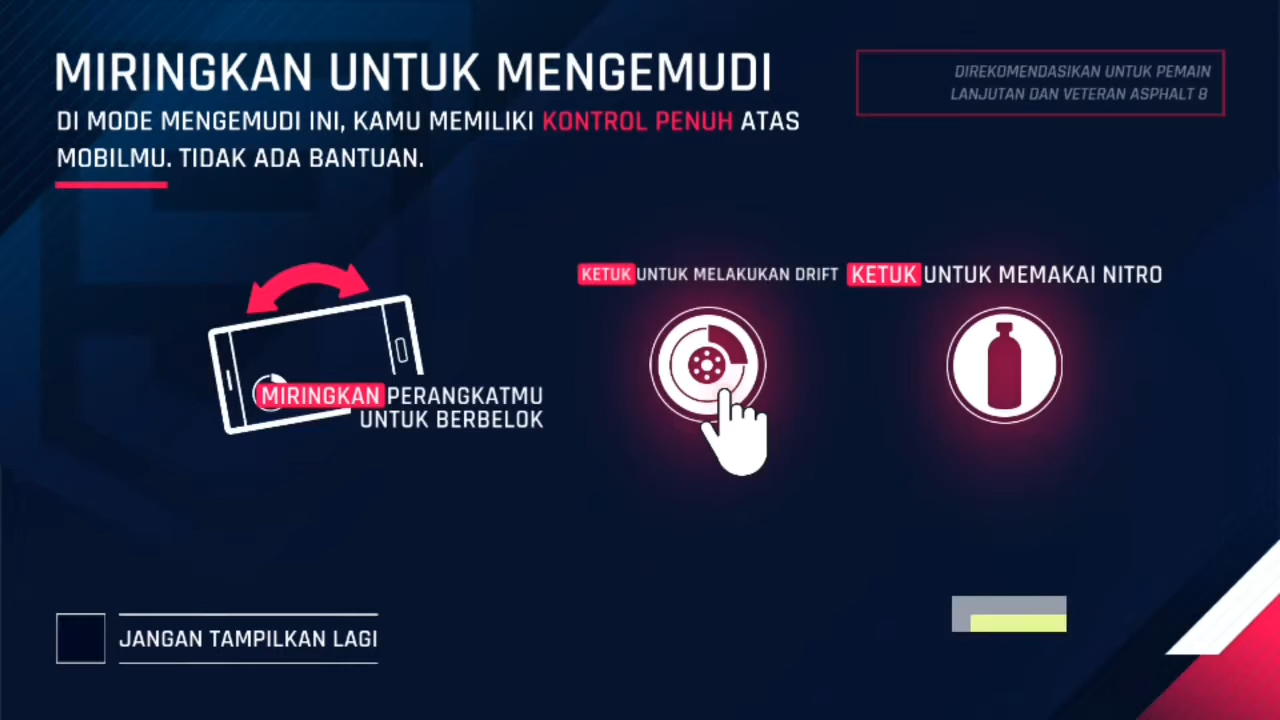 MIRINGKAN UNTUK MENGEMUDI
DI MODE MENGEMUDI INI, KAMU MEMILIKI KONTROL PENUH ATAS
MOBILMU. TIDAK ADA BANTUAN.
DIREKOMENDASIKAN UNTUK PEMAIN
LANJUTAN DAN VETERAN ASPHALT 8
KETUK UNTUK MELAKUKAN DRIFT
KETUK UNTUK MEMAKAI NITRO
MIRINGKAN PERANGKATMU
UNTUK BERBELOK
JANGAN TAMPILKAN LAGI